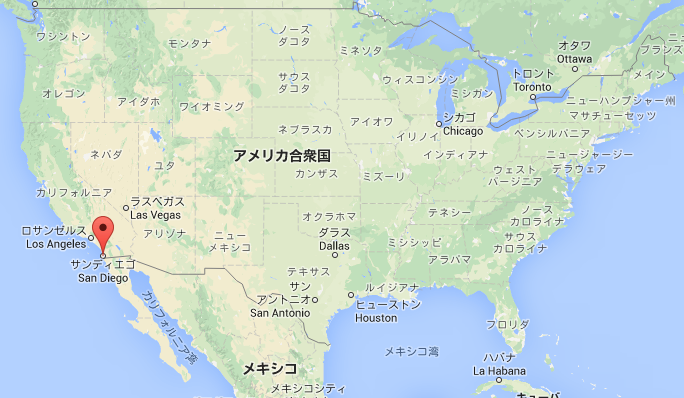 ワシントン
モンタナ
ノース
ダコタ
ミネソタ
オタワ
Ottawa
メイン
サウス
ダコタ
ウィスコンシン
ミシガン
トロント
Toronto
オレゴン
アイダホ
ワイオミング
ニューハンプシャー州
マサチューセッツ
ネブラスカ
アイオワ
シカゴ
Chicago
イリノイ
ペンシルバニア
ネバダ
ユタ
アメリカ合衆国
インディアナ
ニュージャージー
デラウェア
カンザス
ミズーリ
ウェスト
バージニア
カリフォルニア
ラスベガス
Las Vegas
オクラホマ
テネシー
ノース
カロライナ
ロサンゼルス
Los Angeles
アリゾナ
ニュー
メキシコ
ダラス
Dallas
ミシシッピ
アラバマ
サウス
カロライナ
サンディエゴ
San Diego
テキサス
サン
アントニオ
San Antonio
ルイジアナ
ヒューストン
Houston
カリフォルニア湾
フロリダ
メキシコ湾
メキシコ
ハバナ
La Habana
メキシコシティ